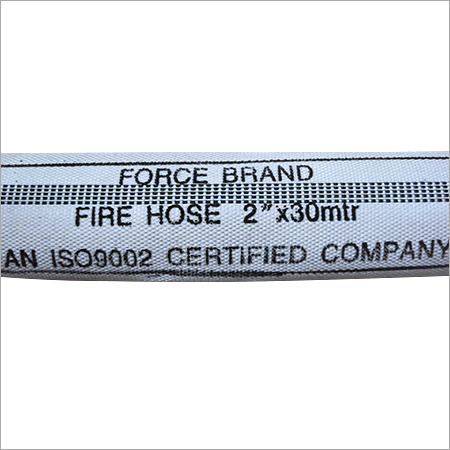 FORCE BRAND
FIRE HOSE 2"x30mtr
AN ISO9002 CERTIFIED COMPANY